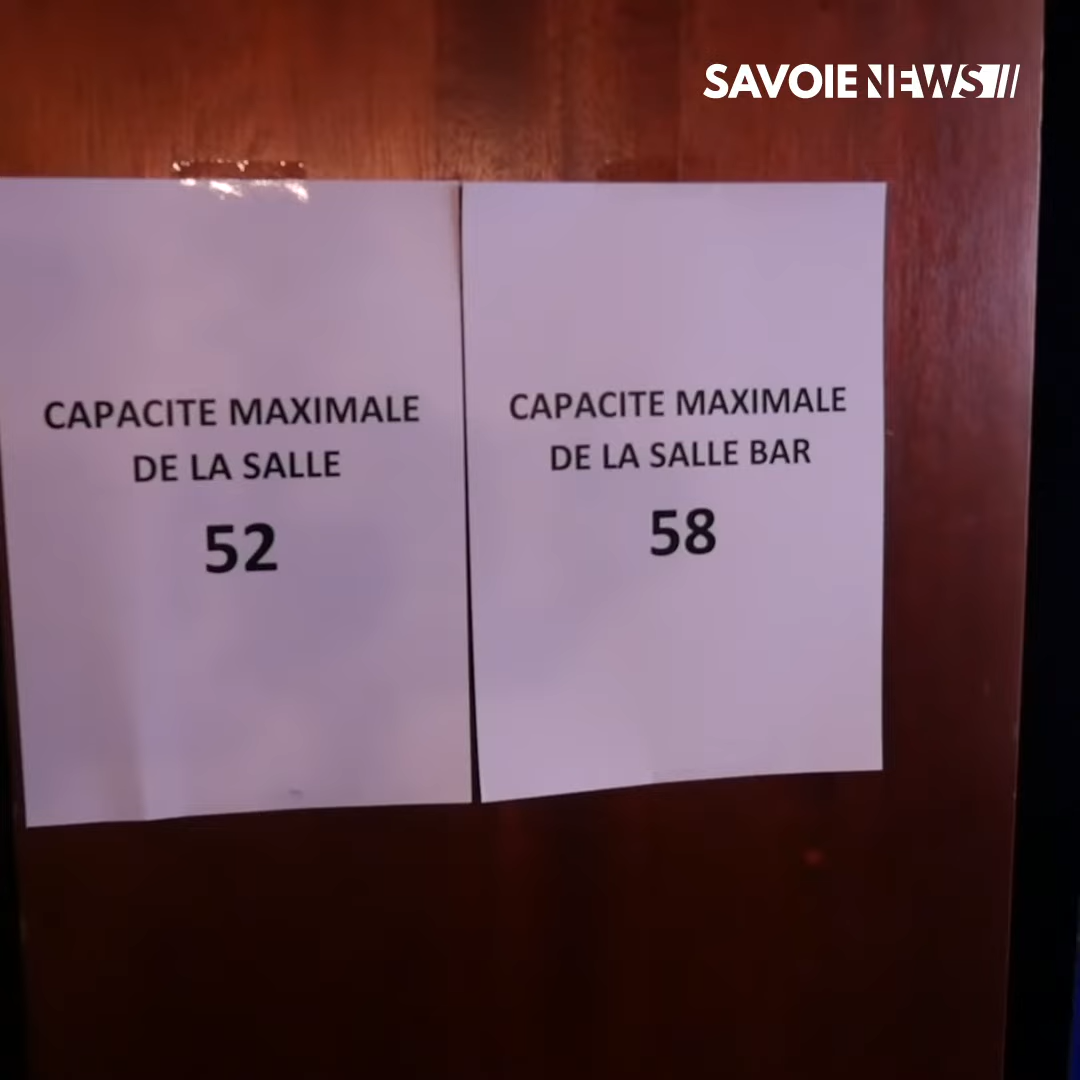 SAVOIE NEWS
CAPACITE MAXIMALE
DE LA SALLE
52
CAPACITE MAXIMALE
DE LA SALLE BAR
58